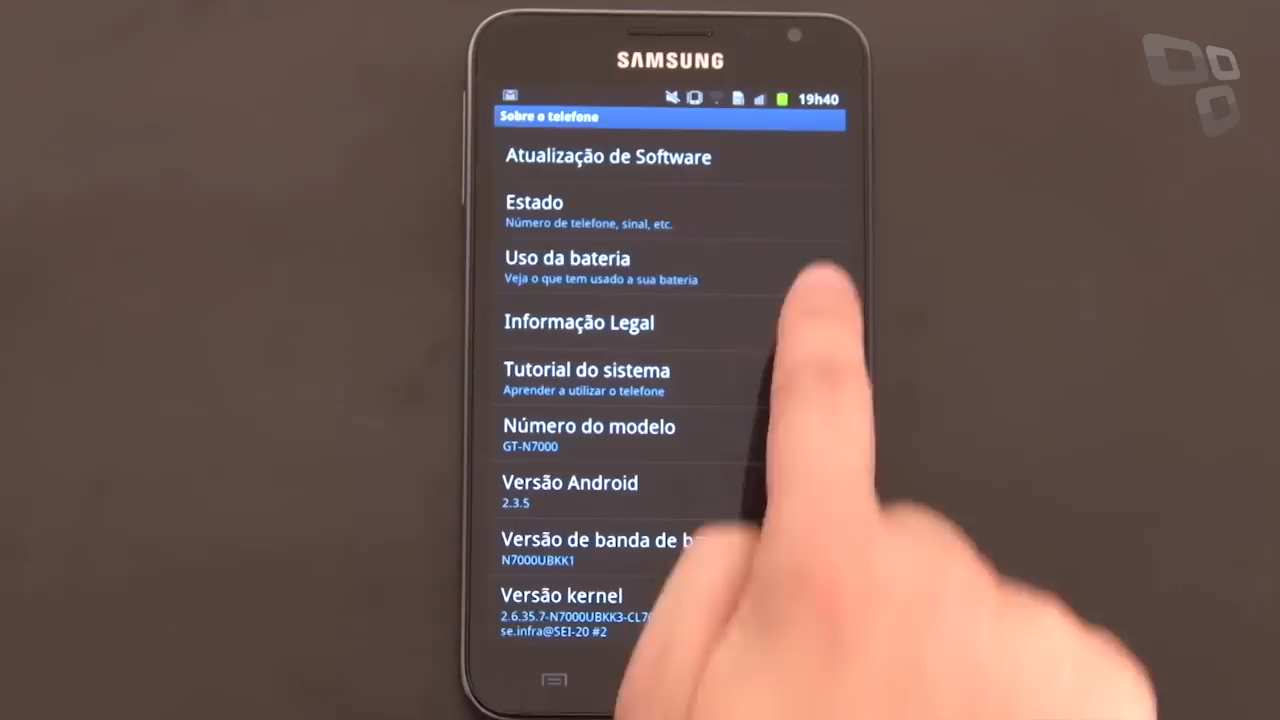 SAMSUNG
19h40
Sobre o telefone
Atualização de Software
Estado
Número de telefone, sinal, etc.
Uso da bateria
Veja o que tem usado a sua bateria
Informação Legal
Tutorial do sistema
Aprender a utilizar o telefone
Número do modelo
GT-N7000
Versão Android
2.3.5
Versão de banda de
N7000UBKK1
Versão kernel
2.6.35.7-N7000UBKK3-CL
se.infra@SEI-20 #2